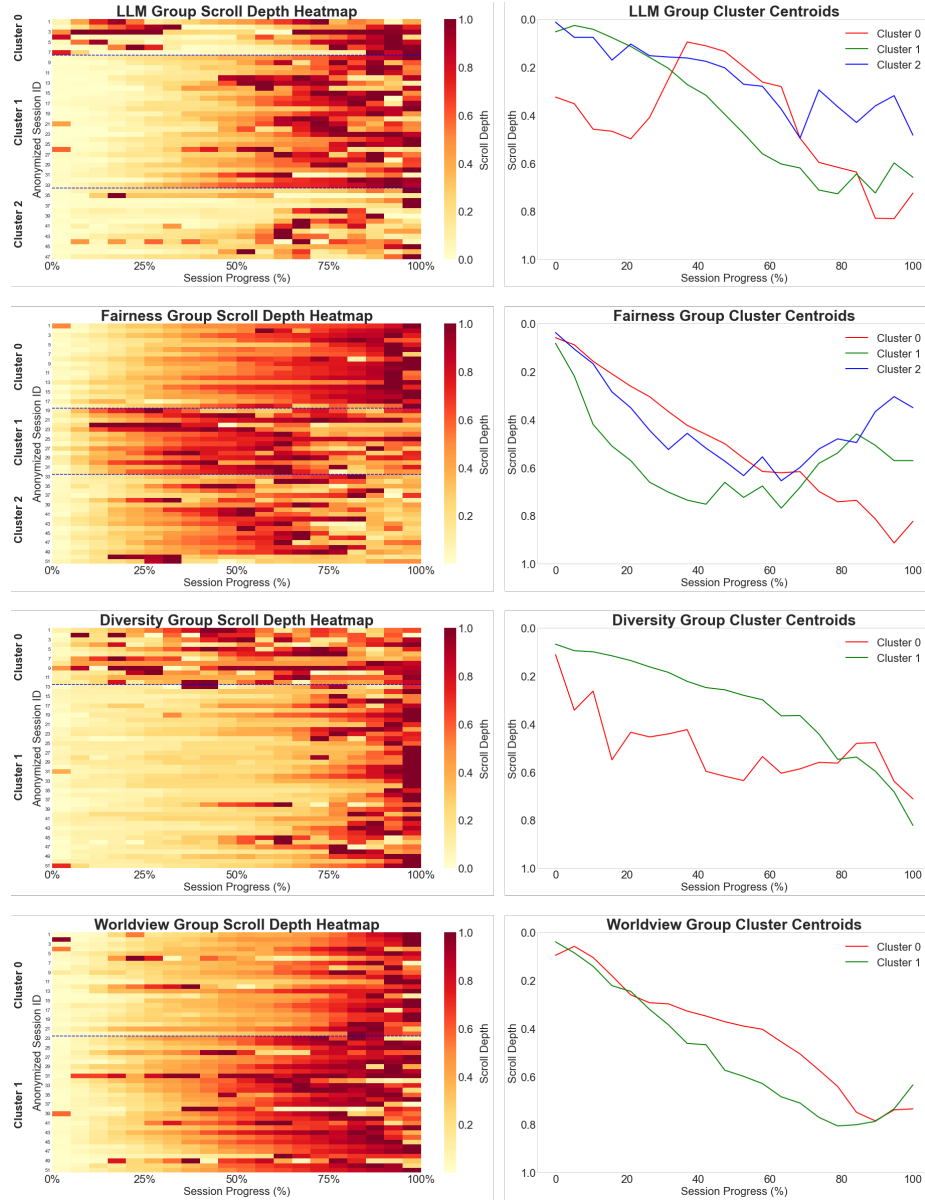 LLM Group Scroll Depth Heatmap
Cluster 0
Cluster 1
Cluster 2
Anonymized Session ID
0%
25%
50%
75%
100%
Session Progress (%)
1.0
0.8
0.6
0.4
0.2
0.0
Scroll Depth
LLM Group Cluster Centroids
Cluster 0
Cluster 1
Cluster 2
0.0
0.2
0.4
0.6
0.8
1.0
Scroll Depth
0
20
40
60
80
100
Session Progress (%)
Fairness Group Scroll Depth Heatmap
Cluster 0
Cluster 1
Cluster 2
Anonymized Session ID
0%
25%
50%
75%
100%
Session Progress (%)
1.0
0.8
0.6
0.4
0.2
Scroll Depth
Fairness Group Cluster Centroids
Cluster 0
Cluster 1
Cluster 2
0.0
0.2
0.4
0.6
0.8
1.0
Scroll Depth
0
20
40
60
80
100
Session Progress (%)
Diversity Group Scroll Depth Heatmap
Cluster 0
Cluster 1
Anonymized Session ID
0%
25%
50%
75%
100%
Session Progress (%)
1.0
0.8
0.6
0.4
0.2
0.0
Scroll Depth
Diversity Group Cluster Centroids
Cluster 0
Cluster 1
0.0
0.2
0.4
0.6
0.8
1.0
Scroll Depth
0
20
40
60
80
100
Session Progress (%)
Worldview Group Scroll Depth Heatmap
Cluster 0
Cluster 1
Anonymized Session ID
0%
25%
50%
75%
100%
Session Progress (%)
1.0
0.8
0.6
0.4
0.2
Scroll Depth
Worldview Group Cluster Centroids
Cluster 0
Cluster 1
0.0
0.2
0.4
0.6
0.8
1.0
Scroll Depth
0
20
40
60
80
100
Session Progress (%)